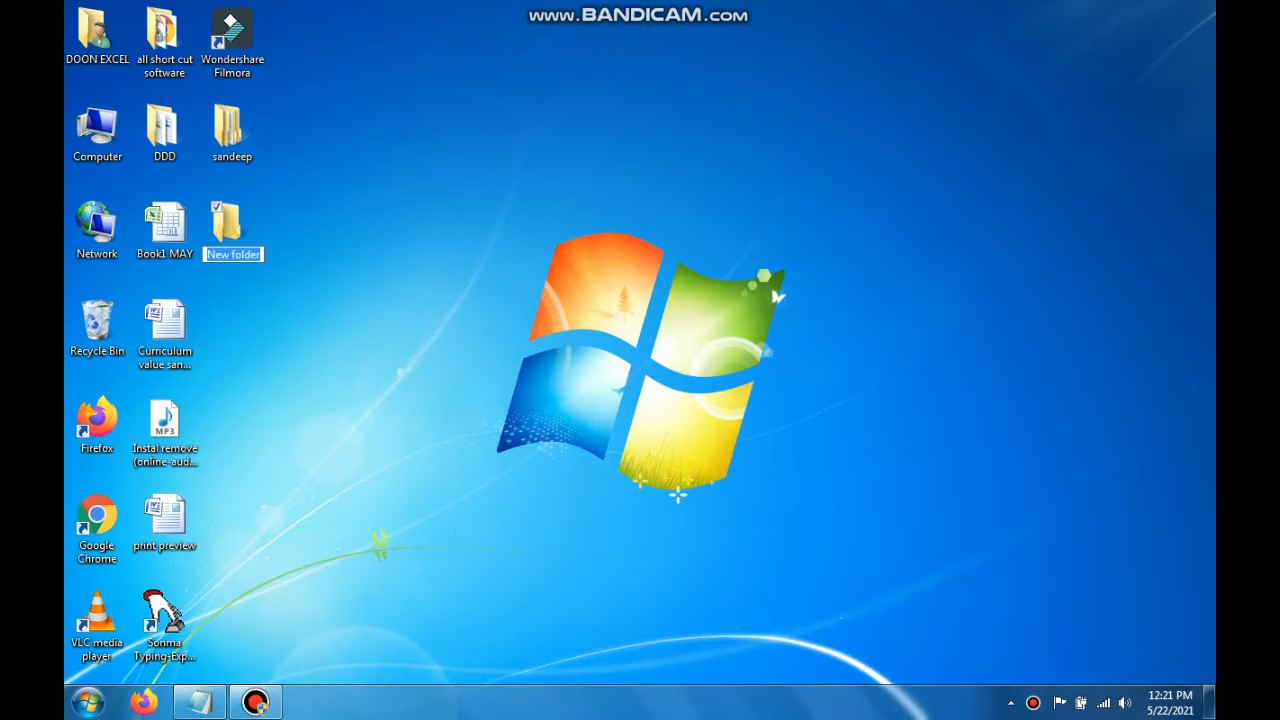 www.BANDICAM.com
DOON EXCEL
all short cut
software
Wondershare
Filmora
Computer
DDD
sandeep
Network
Book1 MAY
New folder
Recycle Bin
Curriculum
value san...
Firefox
MP3
Instal remove
(online-aud...
Google
Chrome
print preview
VLC media
player
Sonma
Typing-Exp...
12:21 PM
5/22/2021